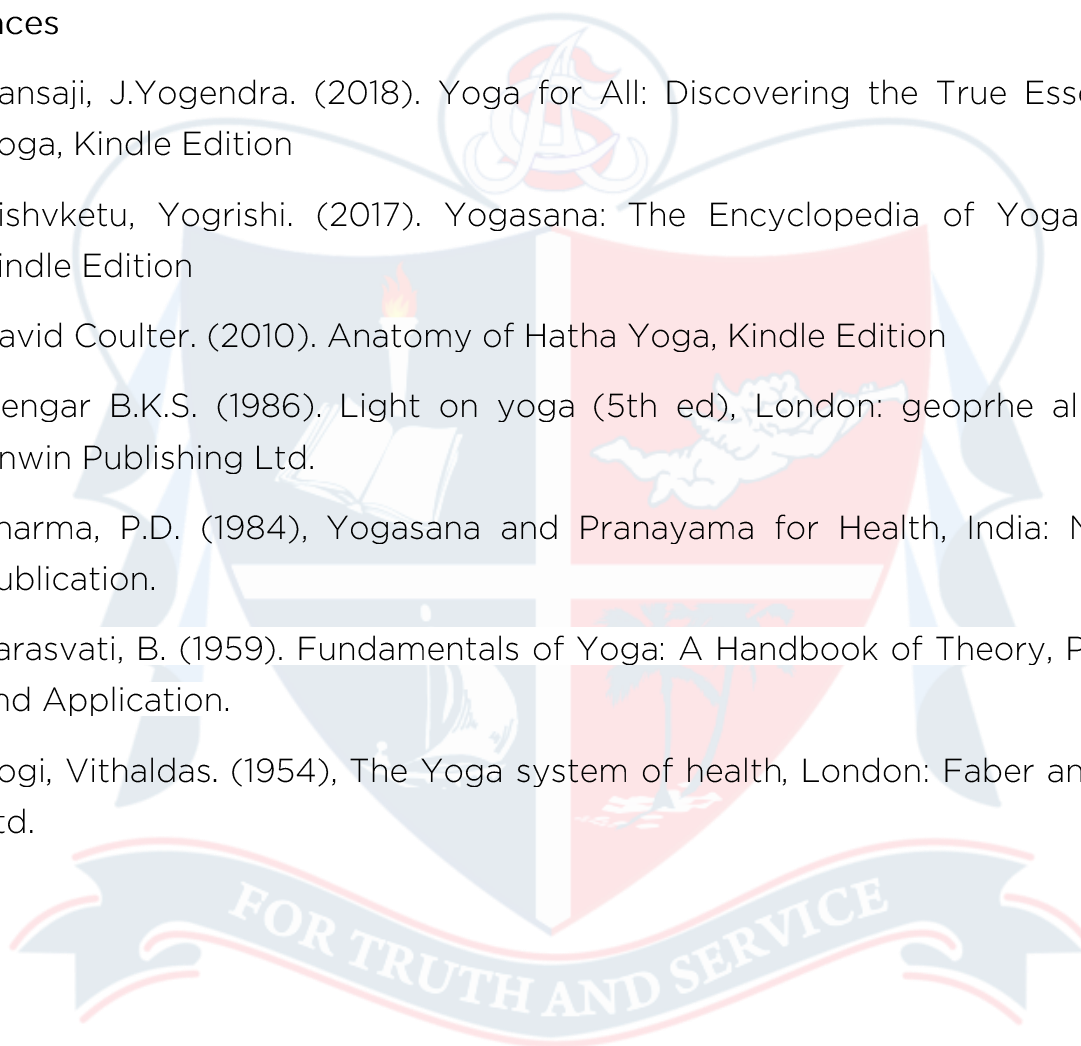 nces
ansaji, J.Yogendra. (2018). Yoga for All: Discovering the True Esse
oga, Kindle Edition
ishvketu, Yogrishi. (2017). Yogasana: The Encyclopedia of Yoga
indle Edition
avid Coulter. (2010). Anatomy of Hatha Yoga, Kindle Edition
engar B.K.S. (1986). Light on yoga (5th ed), London: geoprhe al
nwin Publishing Ltd.
harma, P.D. (1984), Yogasana and Pranayama for Health, India: N
ublication.
arasvati, B. (1959). Fundamentals of Yoga: A Handbook of Theory, P
nd Application.
ogi, Vithaldas. (1954), The Yoga system of health, London: Faber an
td.
FOR TRUTH AND SERVICE